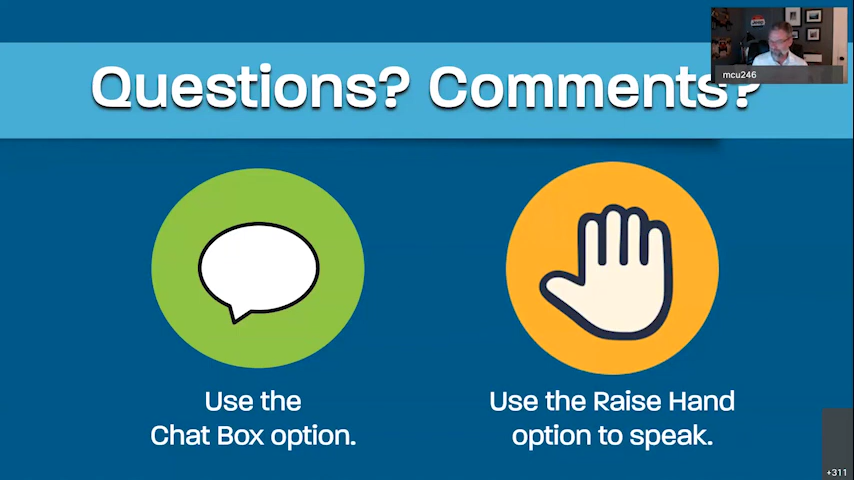 Questions? Comments?
mcu246
Use the
Chat Box option.
Use the Raise Hand
option to speak.
+311